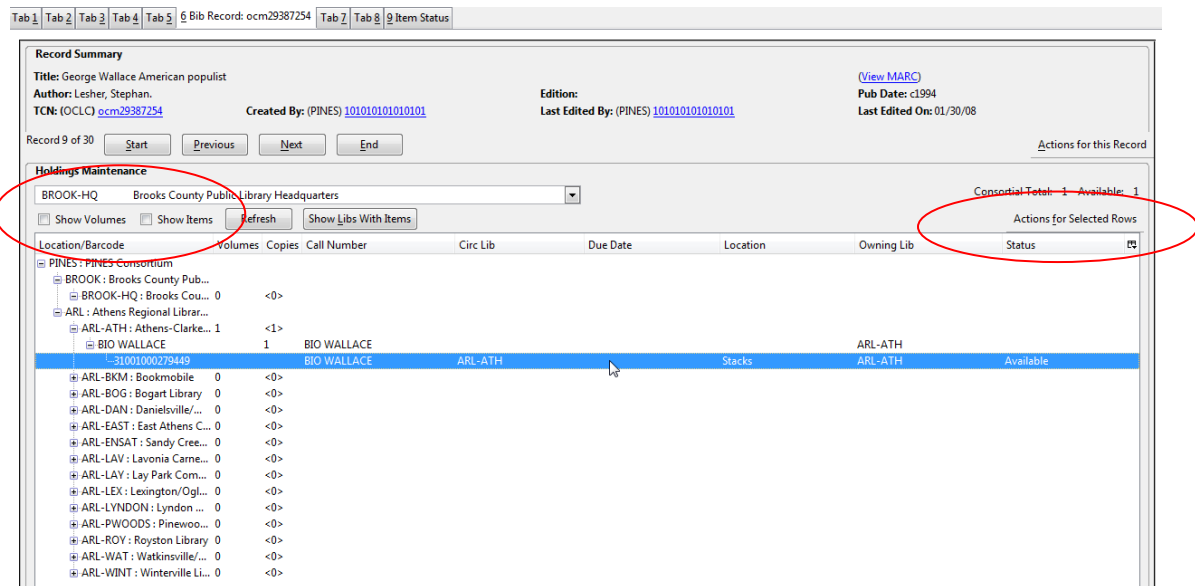 Tab 1 Tab 2 Tab 3 Tab 4 Tab 5 6 Bib Record: ocm29387254 Tab 7 Tab 8 9 Item Status
Record Summary
Title: George Wallace American populist (View MARC)
Author: Lesher, Stephan. Edition: Pub Date: c1994
TCN: (OCLC) ocm29387254 Created By: (PINES) 101010101010101 Last Edited By: (PINES) 101010101010101 Last Edited On: 01/30/08
Record 9 of 30 Start Previous Next End Actions for this Record
Holdings Maintenance
BROOK-HQ Brooks County Public Library Headquarters Consortial Total: 1 Available: 1
Show Volumes Show Items Refresh Show Libs With Items Actions for Selected Rows
Location/Barcode Volumes Copies Call Number Circ Lib Due Date Location Owning Lib Status
PINES : PINES Consortium
BROOK : Brooks County Pub...
BROOK-HQ : Brooks Cou... 0 <0>
ARL : Athens Regional Librar...
ARL-ATH : Athens-Clarke... 1 <1>
BIO WALLACE 1 BIO WALLACE ARL-ATH
31001000279449 BIO WALLACE ARL-ATH Stacks ARL-ATH Available
ARL-BKM : Bookmobile 0 <0>
ARL-BOG : Bogart Library 0 <0>
ARL-DAN : Danielsville/... 0 <0>
ARL-EAST : East Athens C... 0 <0>
ARL-ENSAT : Sandy Cree... 0 <0>
ARL-LAV : Lavonia Carne... 0 <0>
ARL-LAY : Lay Park Com... 0 <0>
ARL-LEX : Lexington/Ogl... 0 <0>
ARL-LYNDON : Lyndon ... 0 <0>
ARL-PWOODS : Pinewoo... 0 <0>
ARL-ROY : Royston Library 0 <0>
ARL-WAT : Watkinsville/... 0 <0>
ARL-WINT : Winterville Li... 0 <0>